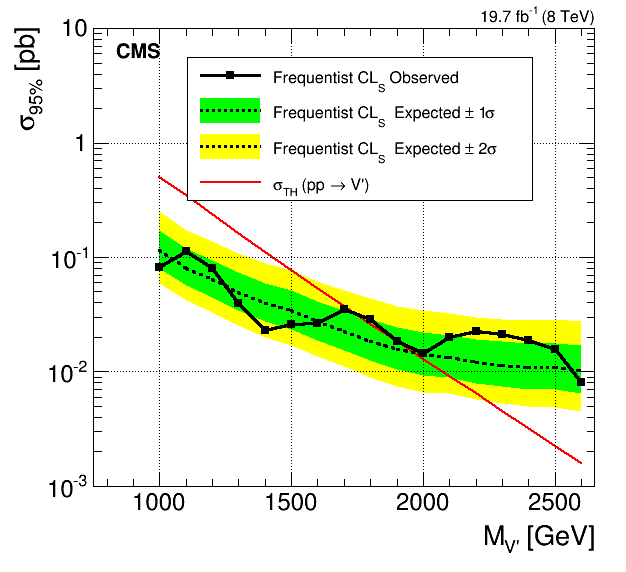 19.7 fb⁻¹ (8 TeV)
CMS
σ95% [pb]
Frequentist CLS Observed
Frequentist CLS Expected ± 1σ
Frequentist CLS Expected ± 2σ
σTH (pp → V')
10
1
10⁻¹
10⁻²
10⁻³
1000 1500 2000 2500
MV' [GeV]